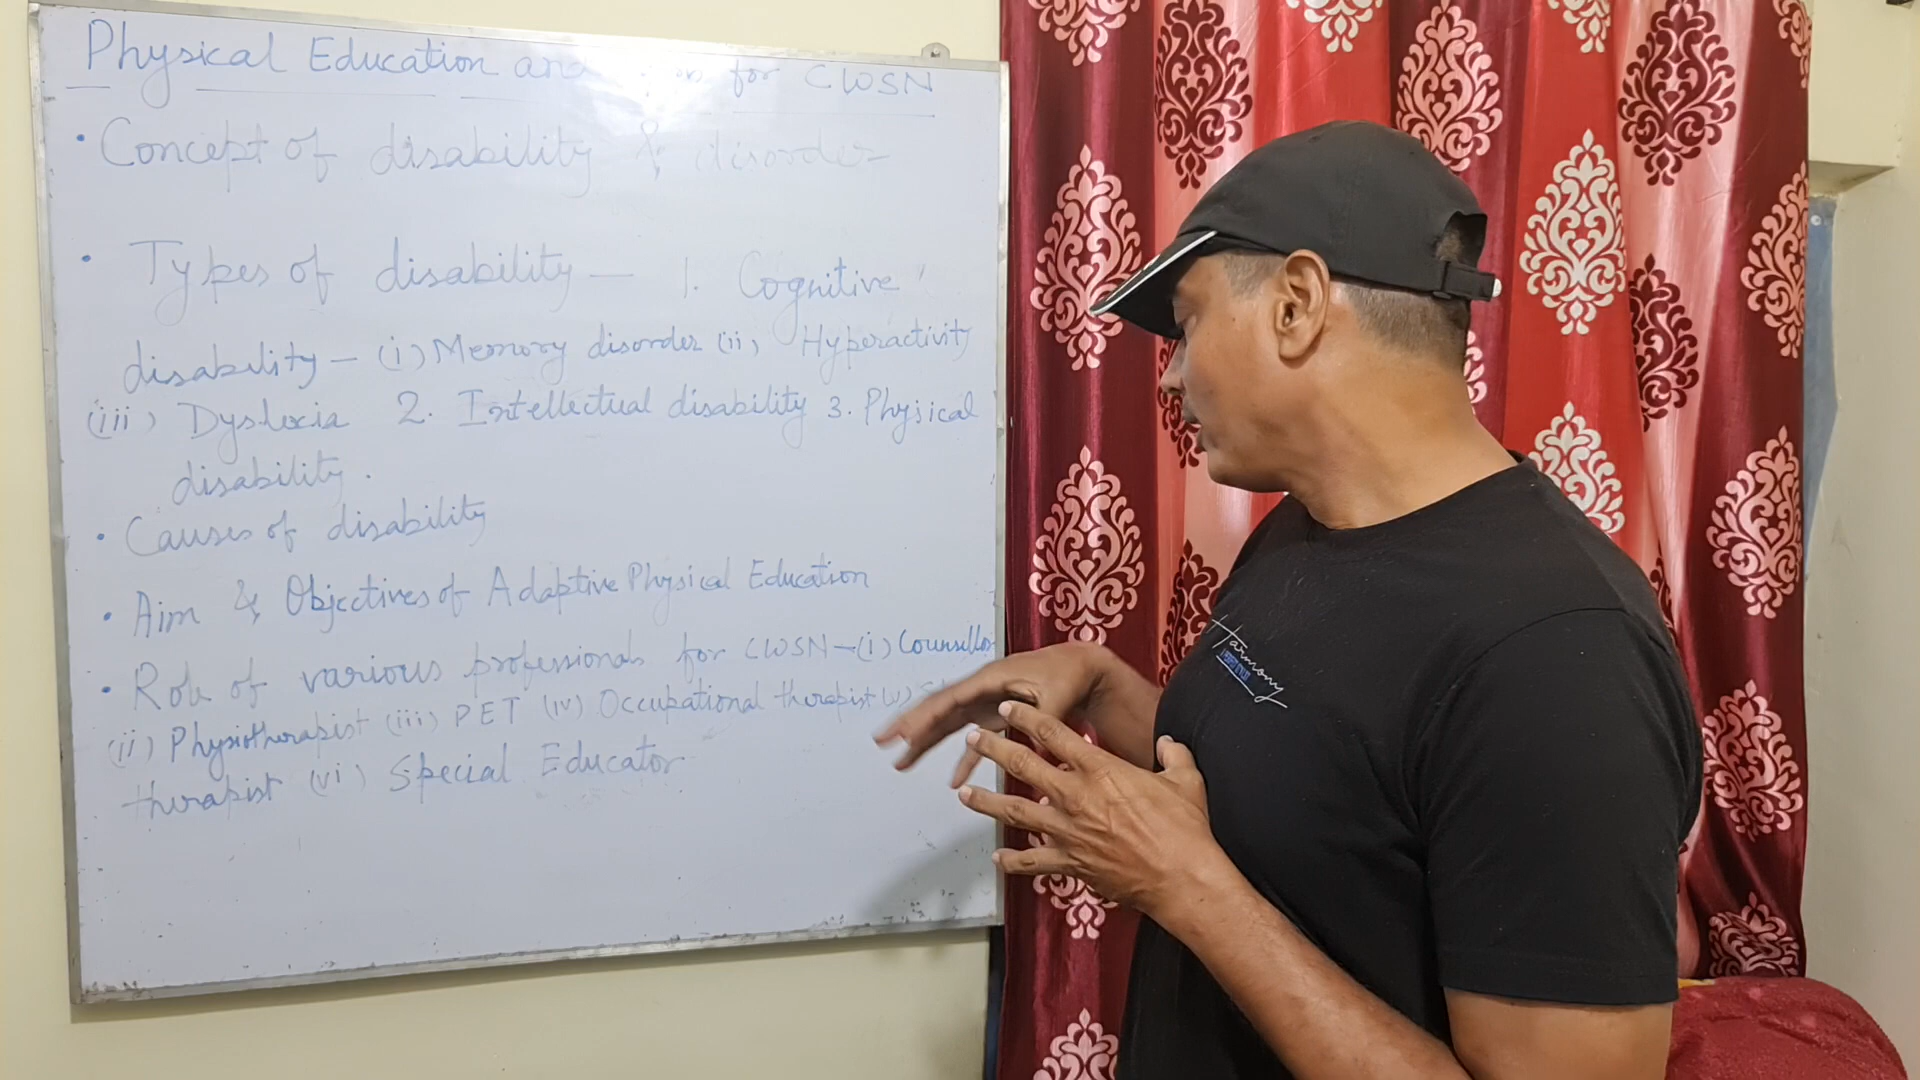 Physical Education and for CWSN
• Concept of disability & disorder
• Types of disability — 1. Cognitive
disability — (i) Memory disorder (ii) Hyperactivity
(iii) Dyslexia 2. Intellectual disability 3. Physical
disability.
• Causes of disability
• Aim & Objectives of Adaptive Physical Education
• Role of various professionals for CWSN — (i) Counsellor
(ii) Physiotherapist (iii) PET (iv) Occupational therapist (v)
therapist (vi) Special Educator
Harmony